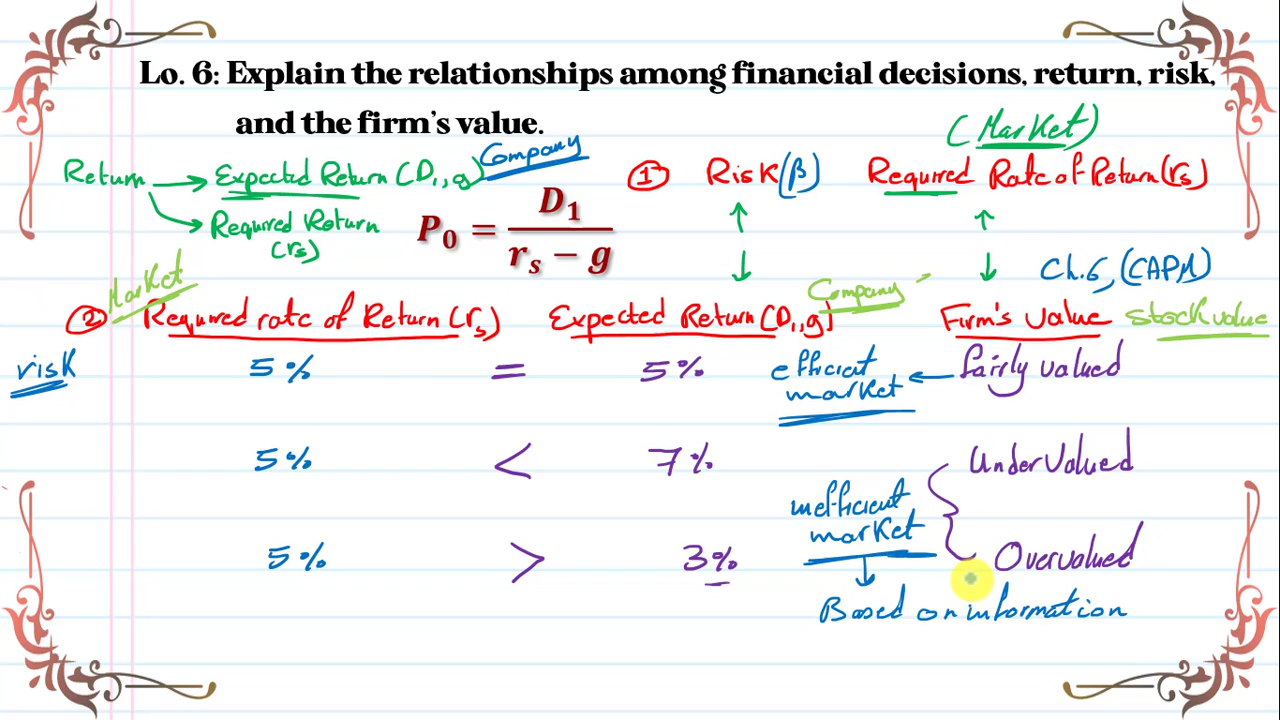 Lo. 6: Explain the relationships among financial decisions, return, risk,
and the firm's value.
(Market)
Return → Expected Return (D₁, g) Company
→ Required Return
(rs)
P₀ = D₁ / (rₛ − g)
① Risk (β) Required Rate of Return (rs)
↑ ↑
↓ ↓ Ch. 6, (CAPM)
Market Company
② Required rate of Return (rs) Expected Return (D₁, g) Firm's Value Stock value
risk 5% = 5% efficient market ← fairly valued
5% < 7% Undervalued
inefficient
market
5% > 3% Overvalued
↓
Based on information